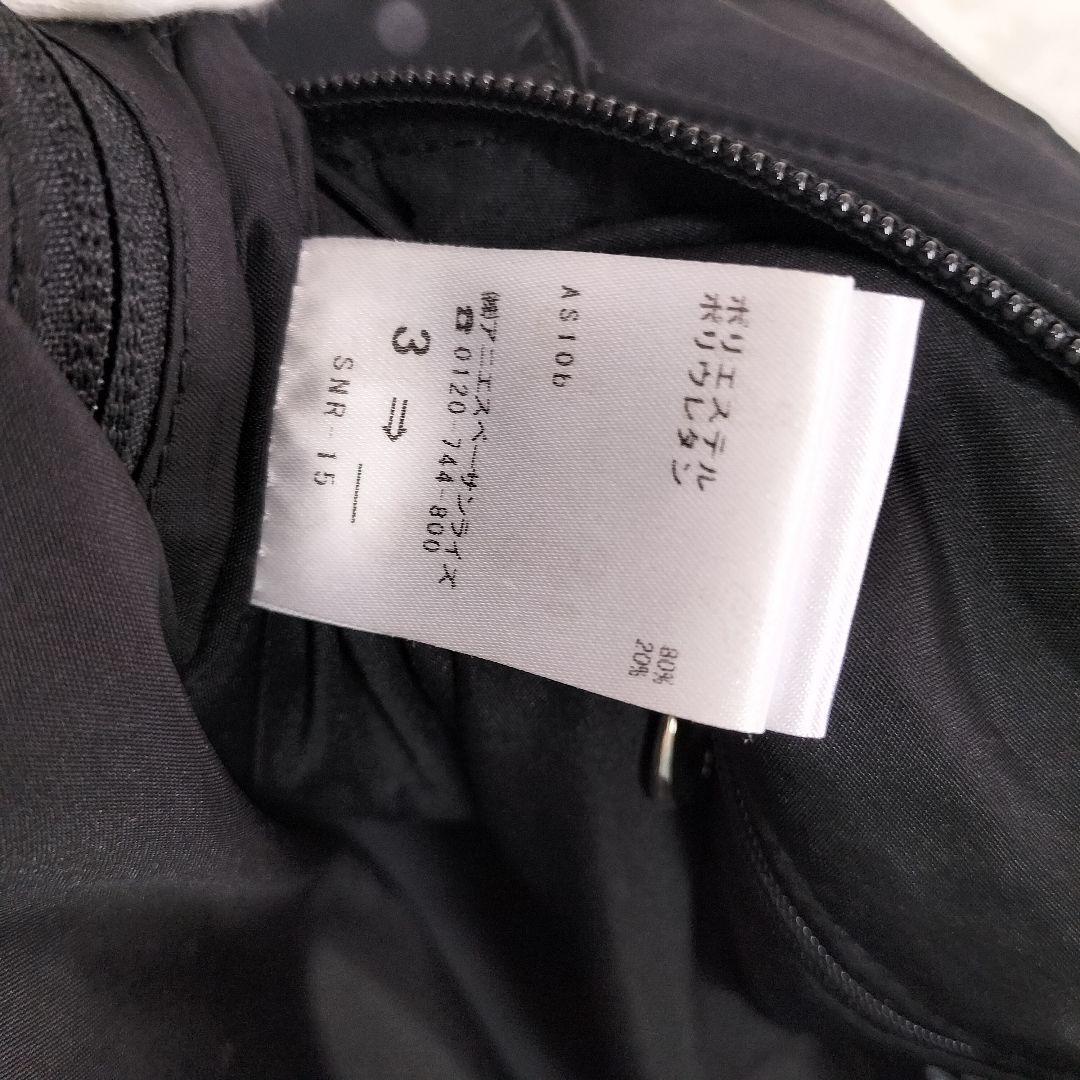 ポリエステル 80%
ポリウレタン 20%
AS10b
㈱アニエスベーサンライズ
☎0120-744-800
3 ⇒
SNR-15